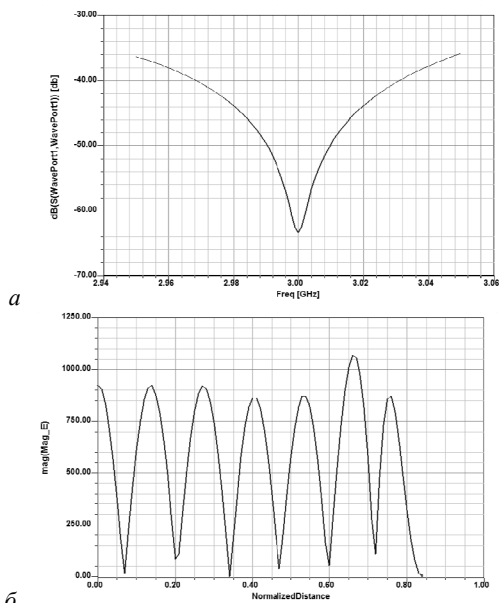 -30.00
-40.00
-50.00
-60.00
-70.00
dB(S(WavePort1,WavePort1)) [db]
2.94 2.96 2.98 3.00 3.02 3.04 3.06
Freq [GHz]
а
1250.00
1000.00
750.00
500.00
250.00
0.00
mag(Mag_E)
0.00 0.20 0.40 0.60 0.80 1.00
NormalizedDistance
б